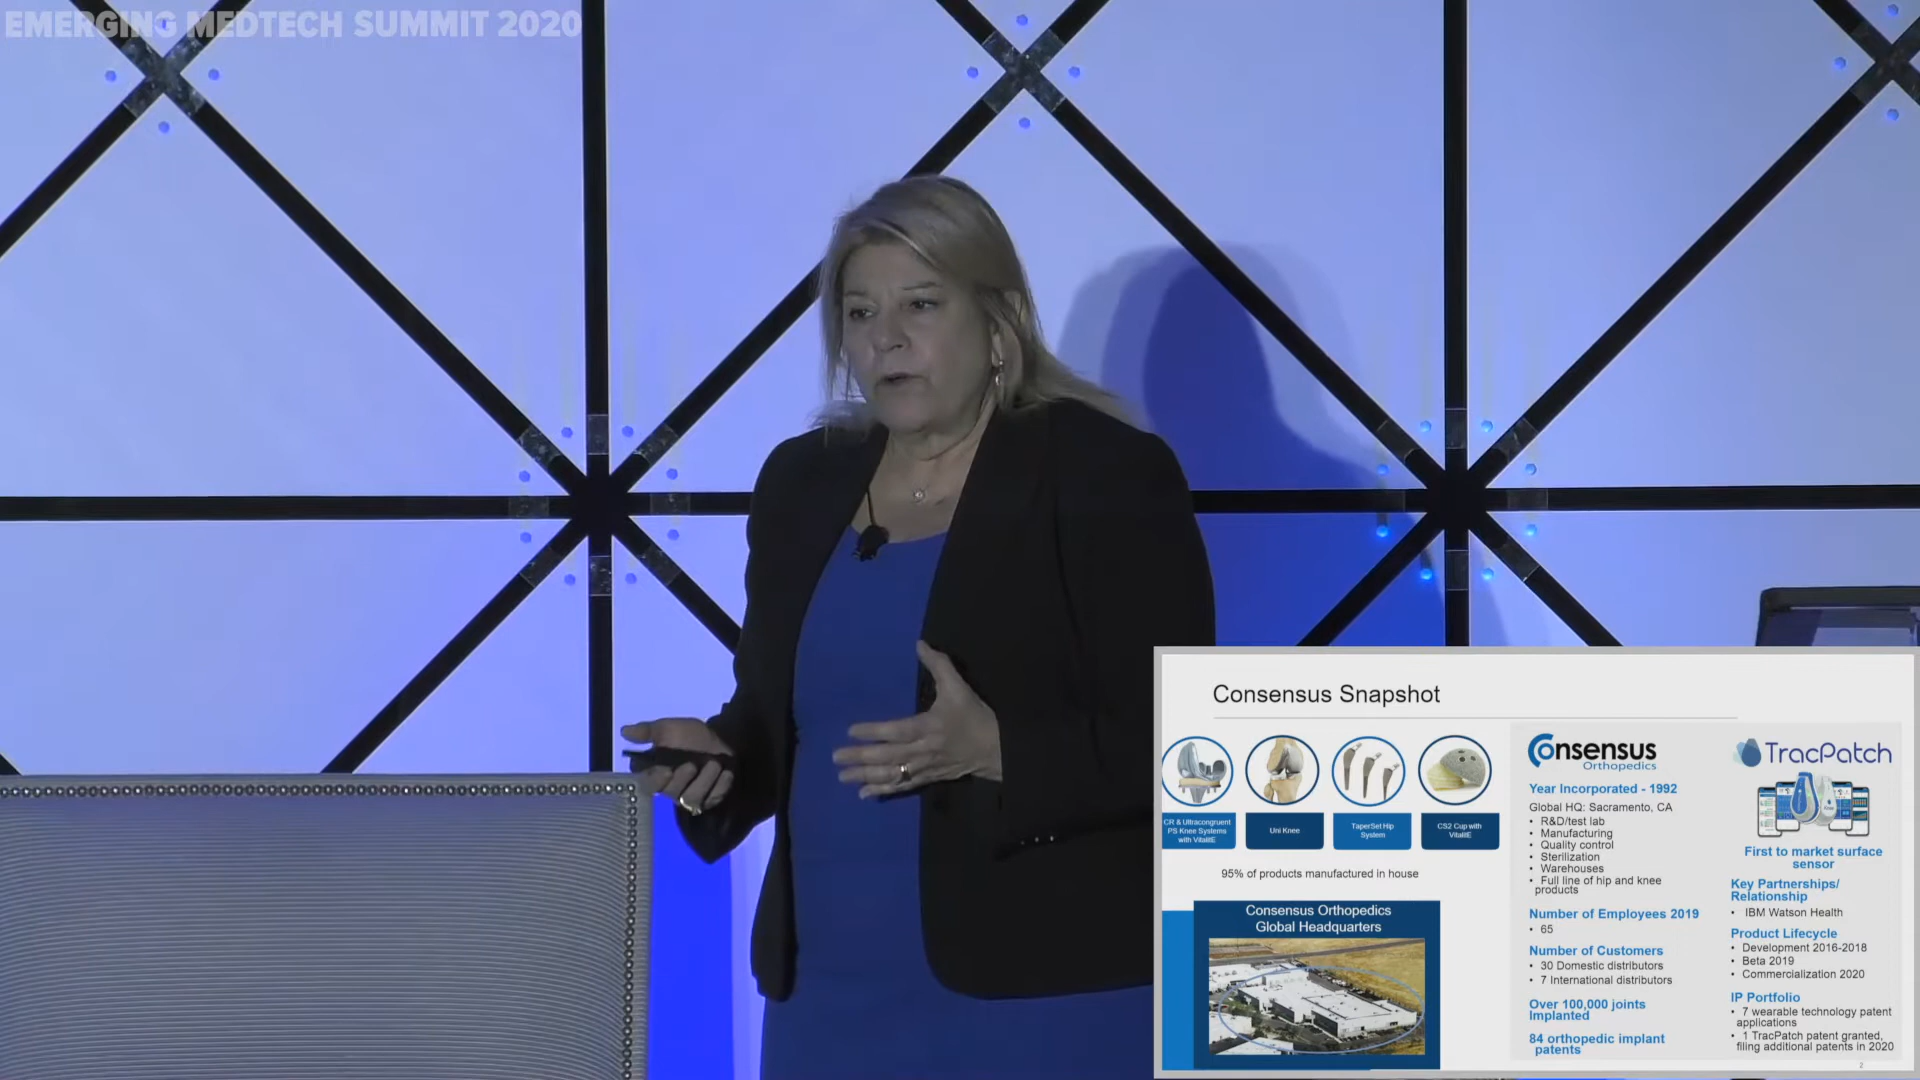 EMERGING MEDTECH SUMMIT 2020
Consensus Snapshot
CR & Ultracongruent
PS Knee Systems
with VitalitE
Uni Knee
TaperSet Hip
System
CS2 Cup with
VitalitE
95% of products manufactured in house
Consensus Orthopedics
Global Headquarters
Consensus
Orthopedics
Year Incorporated - 1992
Global HQ: Sacramento, CA
• R&D/test lab
• Manufacturing
• Quality control
• Sterilization
• Warehouses
• Full line of hip and knee
products
Number of Employees 2019
• 65
Number of Customers
• 30 Domestic distributors
• 7 International distributors
Over 100,000 joints
Implanted
84 orthopedic implant
patents
TracPatch
First to market surface
sensor
Key Partnerships/
Relationship
• IBM Watson Health
Product Lifecycle
• Development 2016-2018
• Beta 2019
• Commercialization 2020
IP Portfolio
• 7 wearable technology patent
applications
• 1 TracPatch patent granted,
filing additional patents in 2020
2